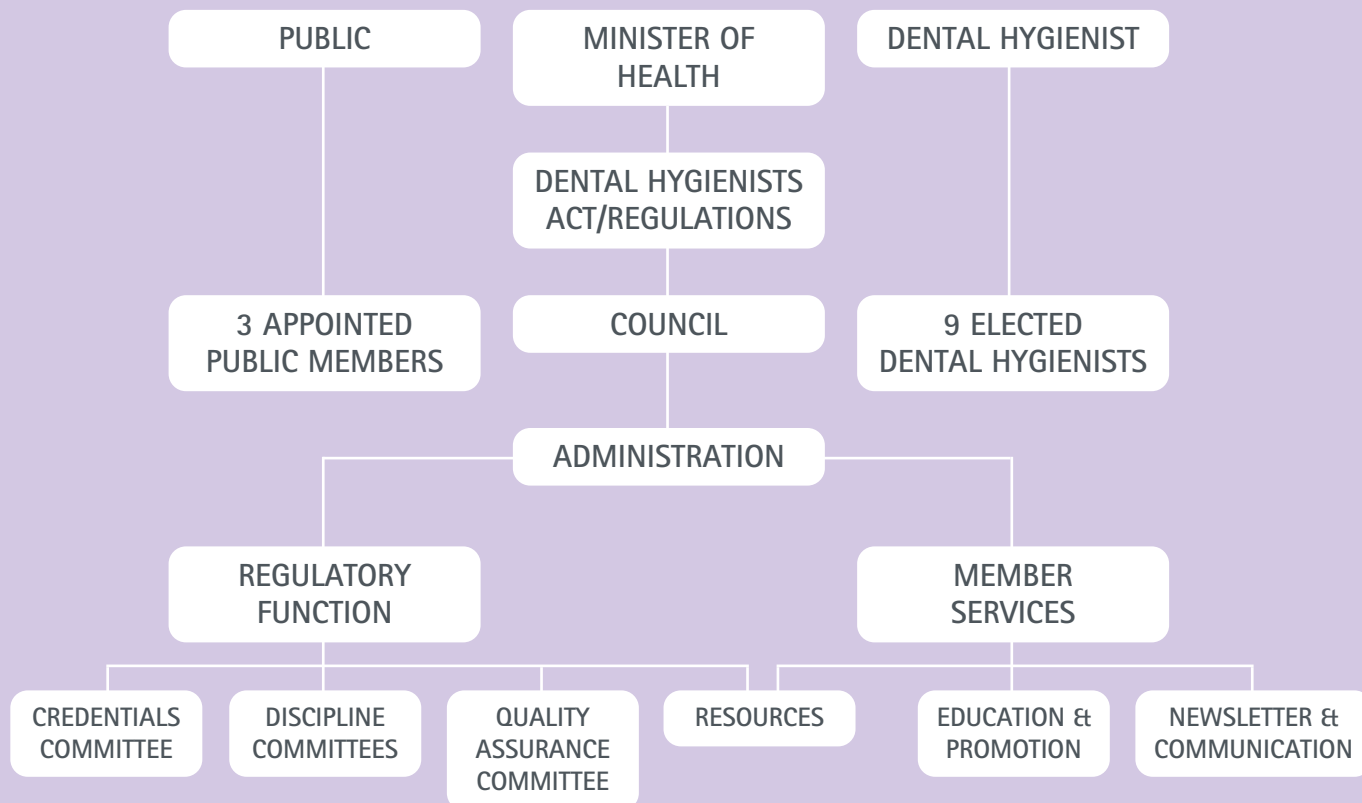 PUBLIC
MINISTER OF
HEALTH
DENTAL HYGIENIST
DENTAL HYGIENISTS
ACT/REGULATIONS
3 APPOINTED
PUBLIC MEMBERS
COUNCIL
9 ELECTED
DENTAL HYGIENISTS
ADMINISTRATION
REGULATORY
FUNCTION
MEMBER
SERVICES
CREDENTIALS
COMMITTEE
DISCIPLINE
COMMITTEES
QUALITY
ASSURANCE
COMMITTEE
RESOURCES
EDUCATION &
PROMOTION
NEWSLETTER &
COMMUNICATION